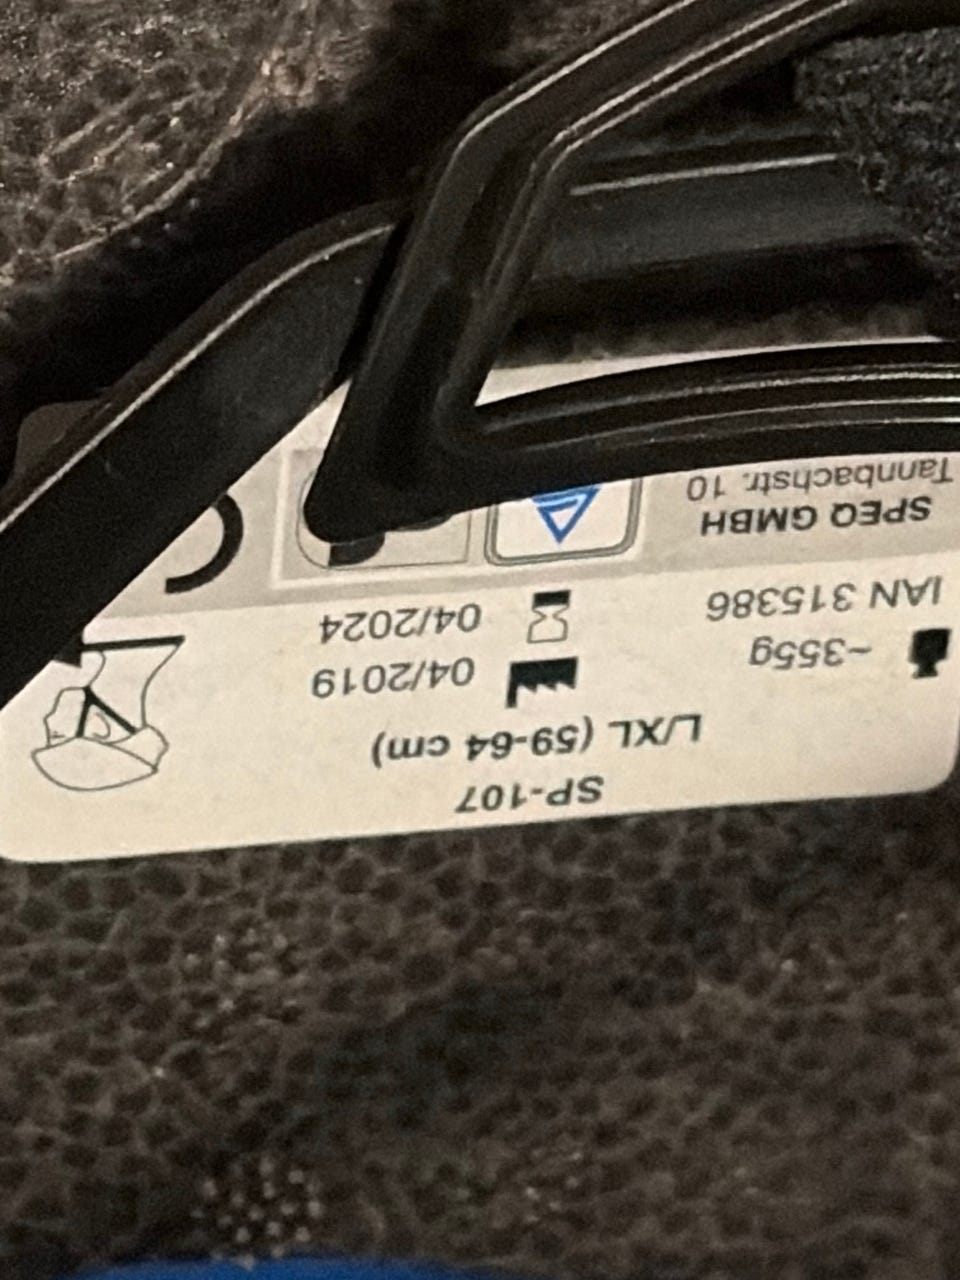 SP-107
L/XL (59-64 cm)
~355g 04/2019
IAN 315386 04/2024
SPEQ GMBH
Tannbachstr. 10